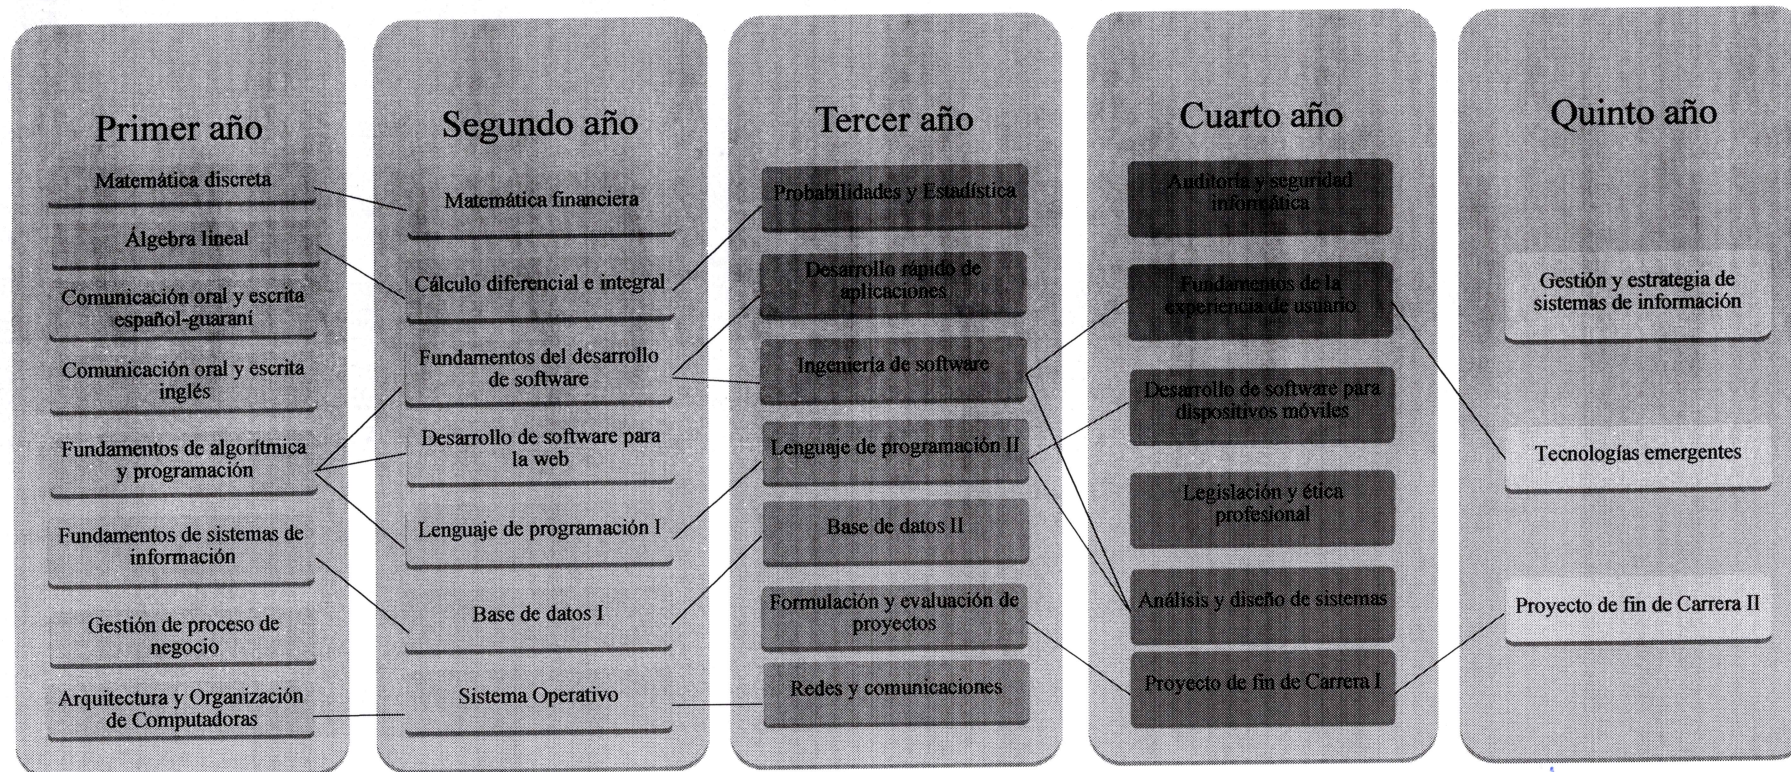 Primer año
Matemática discreta
Álgebra lineal
Comunicación oral y escrita
español-guaraní
Comunicación oral y escrita
inglés
Fundamentos de algorítmica
y programación
Fundamentos de sistemas de
información
Gestión de proceso de
negocio
Arquitectura y Organización
de Computadoras
Segundo año
Matemática financiera
Cálculo diferencial e integral
Fundamentos del desarrollo
de software
Desarrollo de software para
la web
Lenguaje de programación I
Base de datos I
Sistema Operativo
Tercer año
Probabilidades y Estadística
Desarrollo rápido de
aplicaciones
Ingeniería de software
Lenguaje de programación II
Base de datos II
Formulación y evaluación de
proyectos
Redes y comunicaciones
Cuarto año
Auditoría y seguridad
informática
Fundamentos de la
experiencia de usuario
Desarrollo de software para
dispositivos móviles
Legislación y ética
profesional
Análisis y diseño de sistemas
Proyecto de fin de Carrera I
Quinto año
Gestión y estrategia de
sistemas de información
Tecnologías emergentes
Proyecto de fin de Carrera II